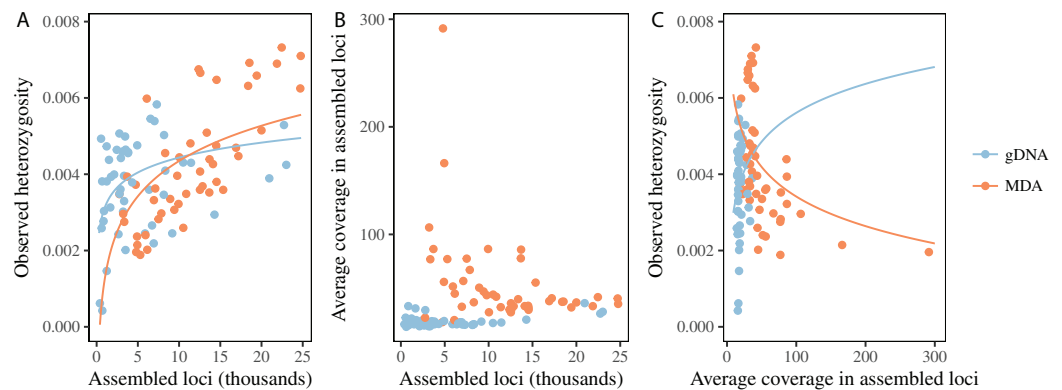 A
B
C
Observed heterozygosity
0.008
0.006
0.004
0.002
0.000
0
5
10
15
20
25
Assembled loci (thousands)
Average coverage in assembled loci
300
200
100
0
5
10
15
20
25
Assembled loci (thousands)
Observed heterozygosity
0.008
0.006
0.004
0.002
0.000
0
100
200
300
Average coverage in assembled loci
gDNA
MDA